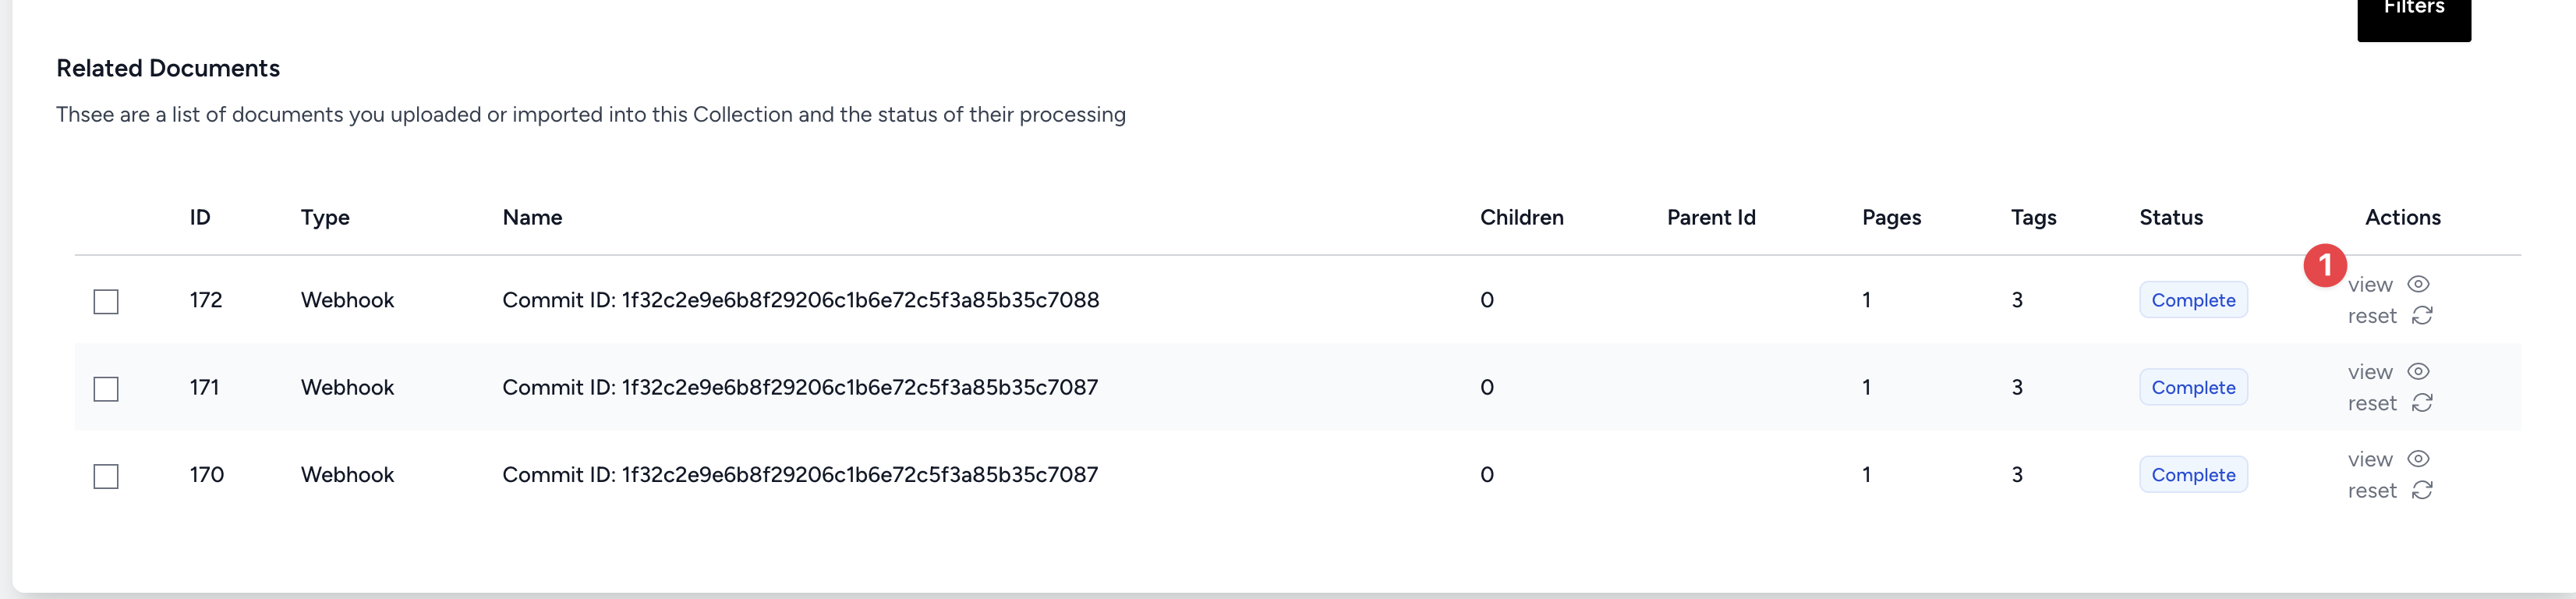 Filters
Related Documents
Thsee are a list of documents you uploaded or imported into this Collection and the status of their processing
ID Type Name Children Parent Id Pages Tags Status Actions
1
172 Webhook Commit ID: 1f32c2e9e6b8f29206c1b6e72c5f3a85b35c7088 0 1 3 Complete view
reset
171 Webhook Commit ID: 1f32c2e9e6b8f29206c1b6e72c5f3a85b35c7087 0 1 3 Complete view
reset
170 Webhook Commit ID: 1f32c2e9e6b8f29206c1b6e72c5f3a85b35c7087 0 1 3 Complete view
reset